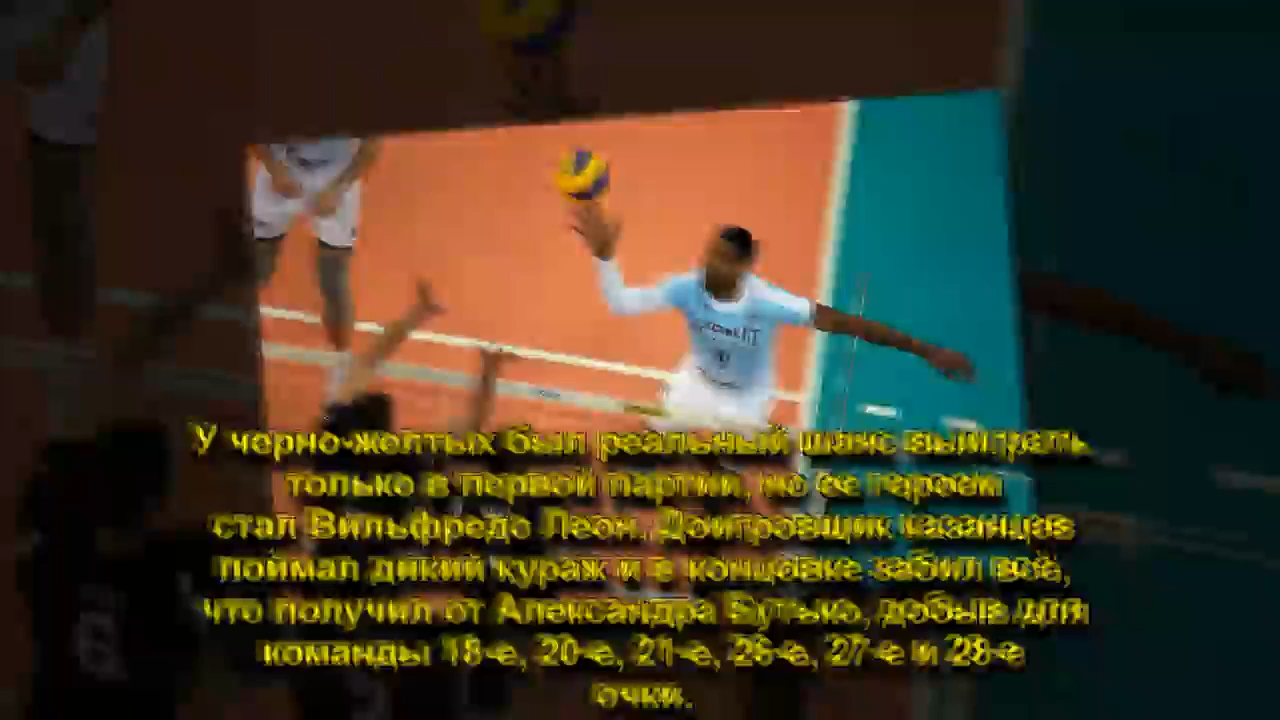 У черно-желтых был реальный шанс выиграть
только в первой партии, но ее героем
стал Вильфредо Леон. Доигровщик казанцев
поймал дикий кураж и в концовке забил всё,
что получил от Александра Бутько, добыв для
команды 18-е, 20-е, 21-е, 26-е, 27-е и 28-е
очки.